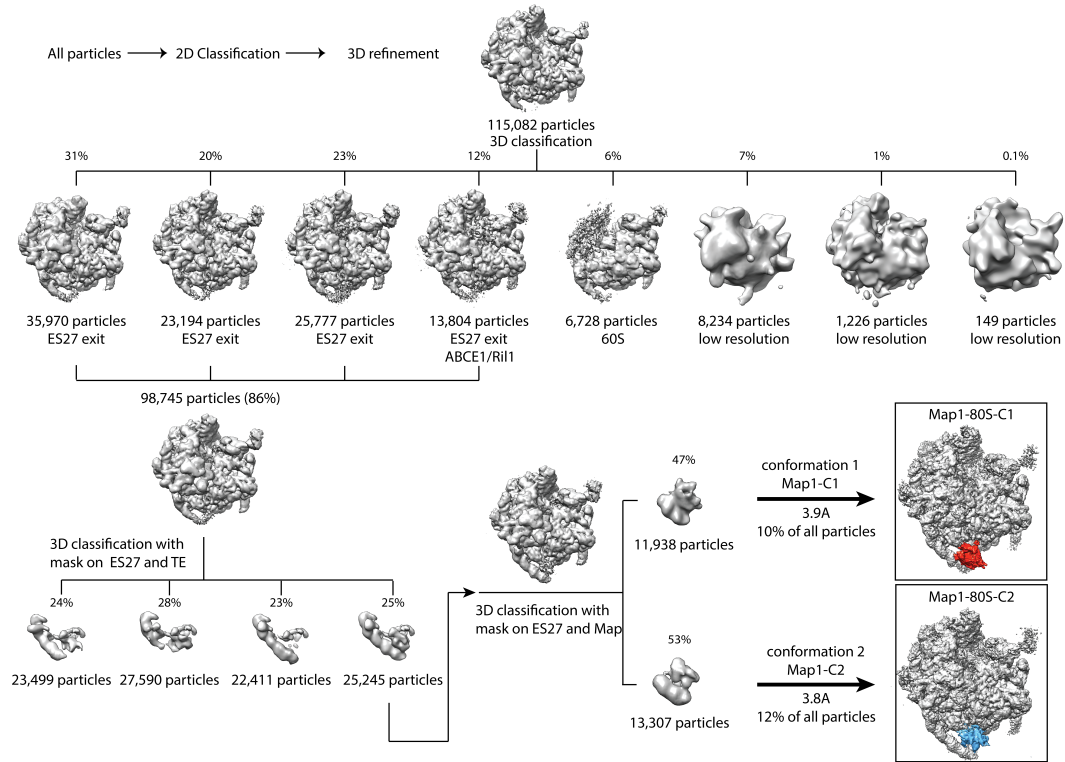 All particles
2D Classification
3D refinement
115,082 particles
3D classification
31%
20%
23%
12%
6%
7%
1%
0.1%
35,970 particles
ES27 exit
23,194 particles
ES27 exit
25,777 particles
ES27 exit
13,804 particles
ES27 exit
ABCE1/Ril1
6,728 particles
60S
8,234 particles
low resolution
1,226 particles
low resolution
149 particles
low resolution
98,745 particles (86%)
3D classification with
mask on ES27 and TE
24%
28%
23%
25%
23,499 particles
27,590 particles
22,411 particles
25,245 particles
3D classification with
mask on ES27 and Map
47%
11,938 particles
53%
13,307 particles
conformation 1
Map1-C1
3.9A
10% of all particles
conformation 2
Map1-C2
3.8A
12% of all particles
Map1-80S-C1
Map1-80S-C2